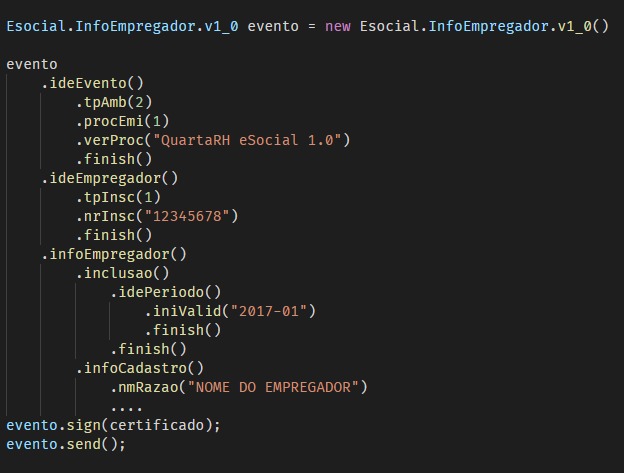 Esocial.InfoEmpregador.v1_0 evento = new Esocial.InfoEmpregador.v1_0()
evento
.ideEvento()
.tpAmb(2)
.procEmi(1)
.verProc("QuartaRH eSocial 1.0")
.finish()
.ideEmpregador()
.tpInsc(1)
.nrInsc("12345678")
.finish()
.infoEmpregador()
.inclusao()
.idePeriodo()
.iniValid("2017-01")
.finish()
.finish()
.infoCadastro()
.nmRazao("NOME DO EMPREGADOR")
....
evento.sign(certificado);
evento.send();